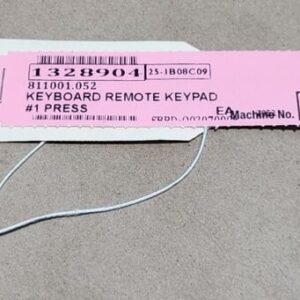 1328904 25-1B08C09
811001.052
KEYBOARD REMOTE KEYPAD
#1 PRESS
EA
Machine No.